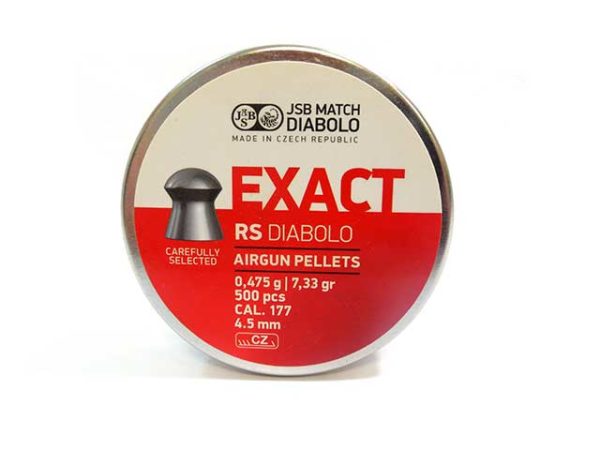 JSB
JSB MATCH
DIABOLO
MADE IN CZECH REPUBLIC
EXACT
RS DIABOLO
CAREFULLY
SELECTED
AIRGUN PELLETS
0,475 g | 7,33 gr
500 pcs
CAL. 177
4.5 mm
CZ